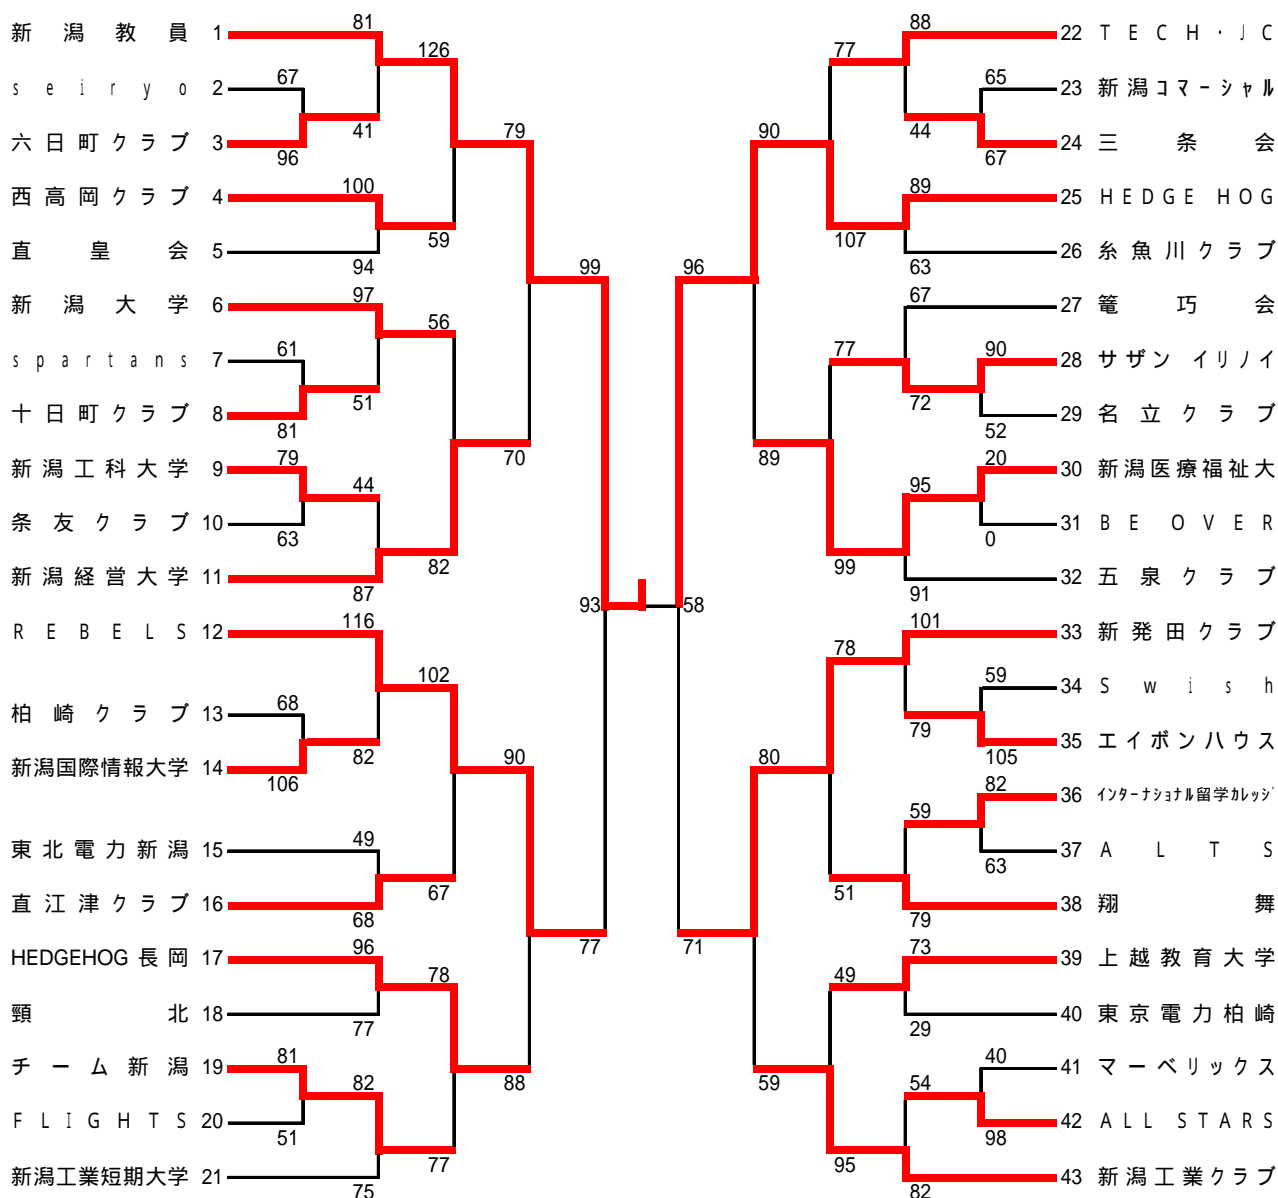 新潟教員 1
seiryo 2
六日町クラブ 3
西高岡クラブ 4
直皇会 5
新潟大学 6
spartans 7
十日町クラブ 8
新潟工科大学 9
条友クラブ 10
新潟経営大学 11
REBELS 12
柏崎クラブ 13
新潟国際情報大学 14
東北電力新潟 15
直江津クラブ 16
HEDGEHOG 長岡 17
頸北 18
チーム新潟 19
FLIGHTS 20
新潟工業短期大学 21
67
96
61
81
79
63
68
106
81
51
81
41
100
94
97
51
44
87
116
82
49
68
96
77
82
75
126
59
56
82
102
67
78
77
79
70
90
88
99
77
93
58
96
71
90
89
80
59
77
107
77
99
78
51
49
95
88
44
89
63
67
72
95
91
101
79
59
79
73
29
54
82
65
67
90
52
20
0
59
105
82
63
40
98
22 TECH・JC
23 新潟コマーシャル
24 三条会
25 HEDGE HOG
26 糸魚川クラブ
27 篭巧会
28 サザン イリノイ
29 名立クラブ
30 新潟医療福祉大
31 BE OVER
32 五泉クラブ
33 新発田クラブ
34 Swish
35 エイボンハウス
36 インターナショナル留学カレッジ
37 ALTS
38 翔舞
39 上越教育大学
40 東京電力柏崎
41 マーベリックス
42 ALL STARS
43 新潟工業クラブ